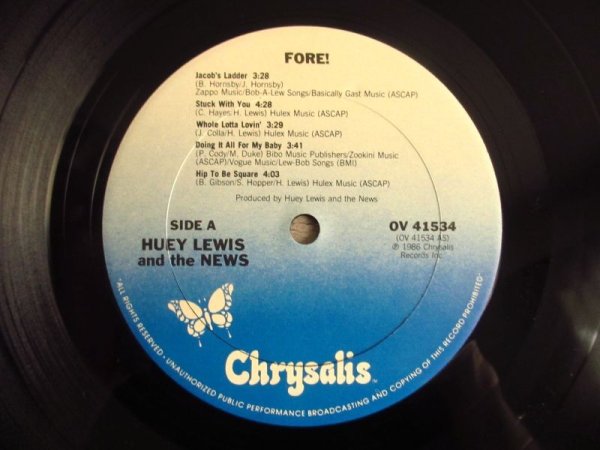 FORE!
Jacob's Ladder 3:28
(B. Hornsby/J. Hornsby)
Zappo Music/Bob-A-Lew Songs/Basically Gast Music (ASCAP)
Stuck With You 4:28
(C. Hayes/H. Lewis) Hulex Music (ASCAP)
Whole Lotta Lovin' 3:29
(J. Colla/H. Lewis) Hulex Music (ASCAP)
Doing It All For My Baby 3:41
(P. Cody/M. Duke) Bibo Music Publishers/Zookini Music
(ASCAP)/Vogue Music/Lew-Bob Songs (BMI)
Hip To Be Square 4:03
(B. Gibson/S. Hopper/H. Lewis) Hulex Music (ASCAP)
Produced by Huey Lewis and the News
SIDE A
HUEY LEWIS
and the NEWS
OV 41534
(OV 41534 AS)
℗ 1986 Chrysalis
Records Inc.
Chrysalis™
"ALL RIGHTS RESERVED · UNAUTHORIZED PUBLIC PERFORMANCE BROADCASTING AND COPYING OF THIS RECORD PROHIBITED"